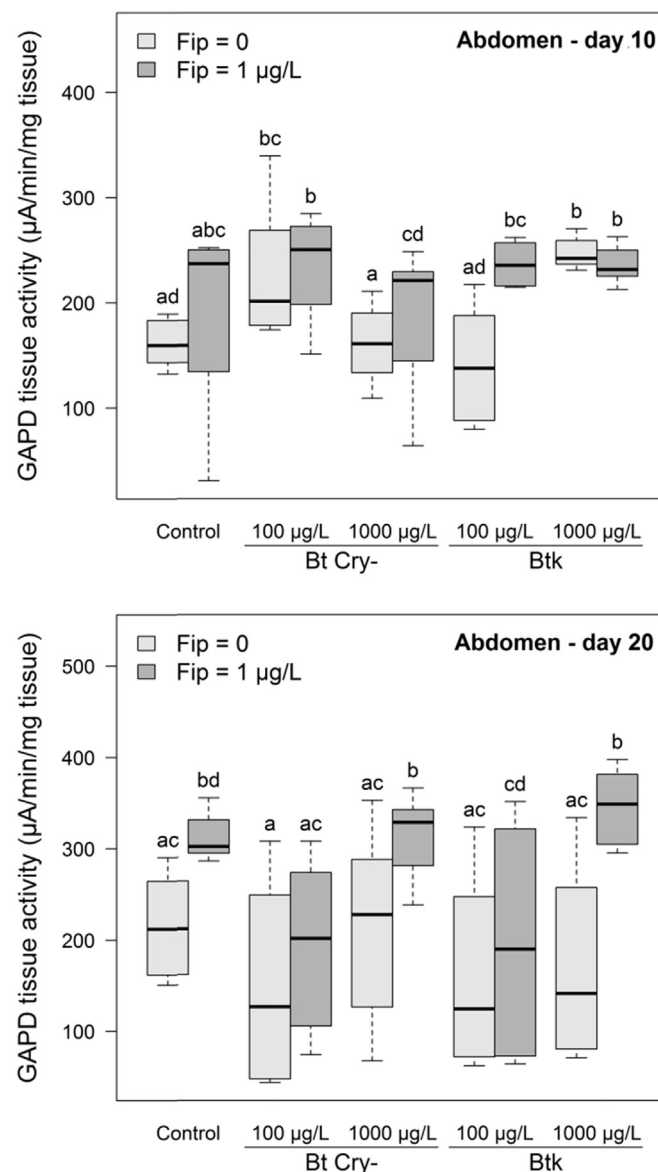 Fip = 0
Fip = 1 µg/L
Abdomen - day 10
GAPD tissue activity (µA/min/mg tissue)
400
300
200
100
ad
abc
bc
b
a
cd
ad
bc
b
b
Control
100 µg/L
1000 µg/L
100 µg/L
1000 µg/L
Bt Cry-
Btk
Fip = 0
Fip = 1 µg/L
Abdomen - day 20
GAPD tissue activity (µA/min/mg tissue)
500
400
300
200
100
ac
bd
a
ac
ac
b
ac
cd
ac
b
Control
100 µg/L
1000 µg/L
100 µg/L
1000 µg/L
Bt Cry-
Btk